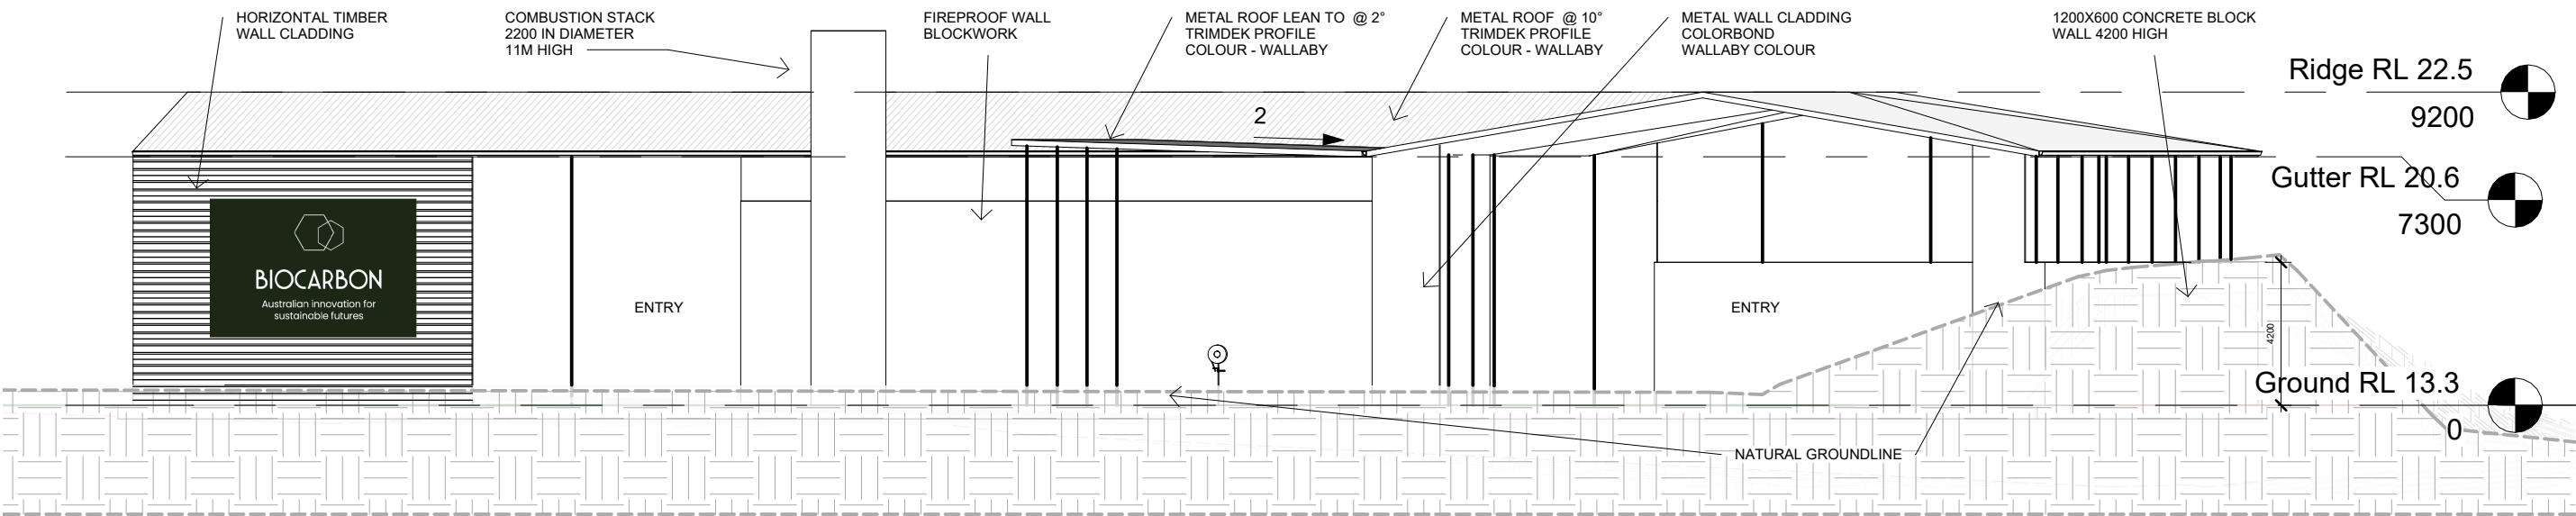 HORIZONTAL TIMBER
WALL CLADDING
COMBUSTION STACK
2200 IN DIAMETER
11M HIGH
FIREPROOF WALL
BLOCKWORK
METAL ROOF LEAN TO @ 2°
TRIMDEK PROFILE
COLOUR - WALLABY
METAL ROOF @ 10°
TRIMDEK PROFILE
COLOUR - WALLABY
METAL WALL CLADDING
COLORBOND
WALLABY COLOUR
1200X600 CONCRETE BLOCK
WALL 4200 HIGH
Ridge RL 22.5
9200
2
Gutter RL 20.6
7300
BIOCARBON
Australian innovation for
sustainable futures
ENTRY
ENTRY
4200
Ground RL 13.3
0
NATURAL GROUNDLINE